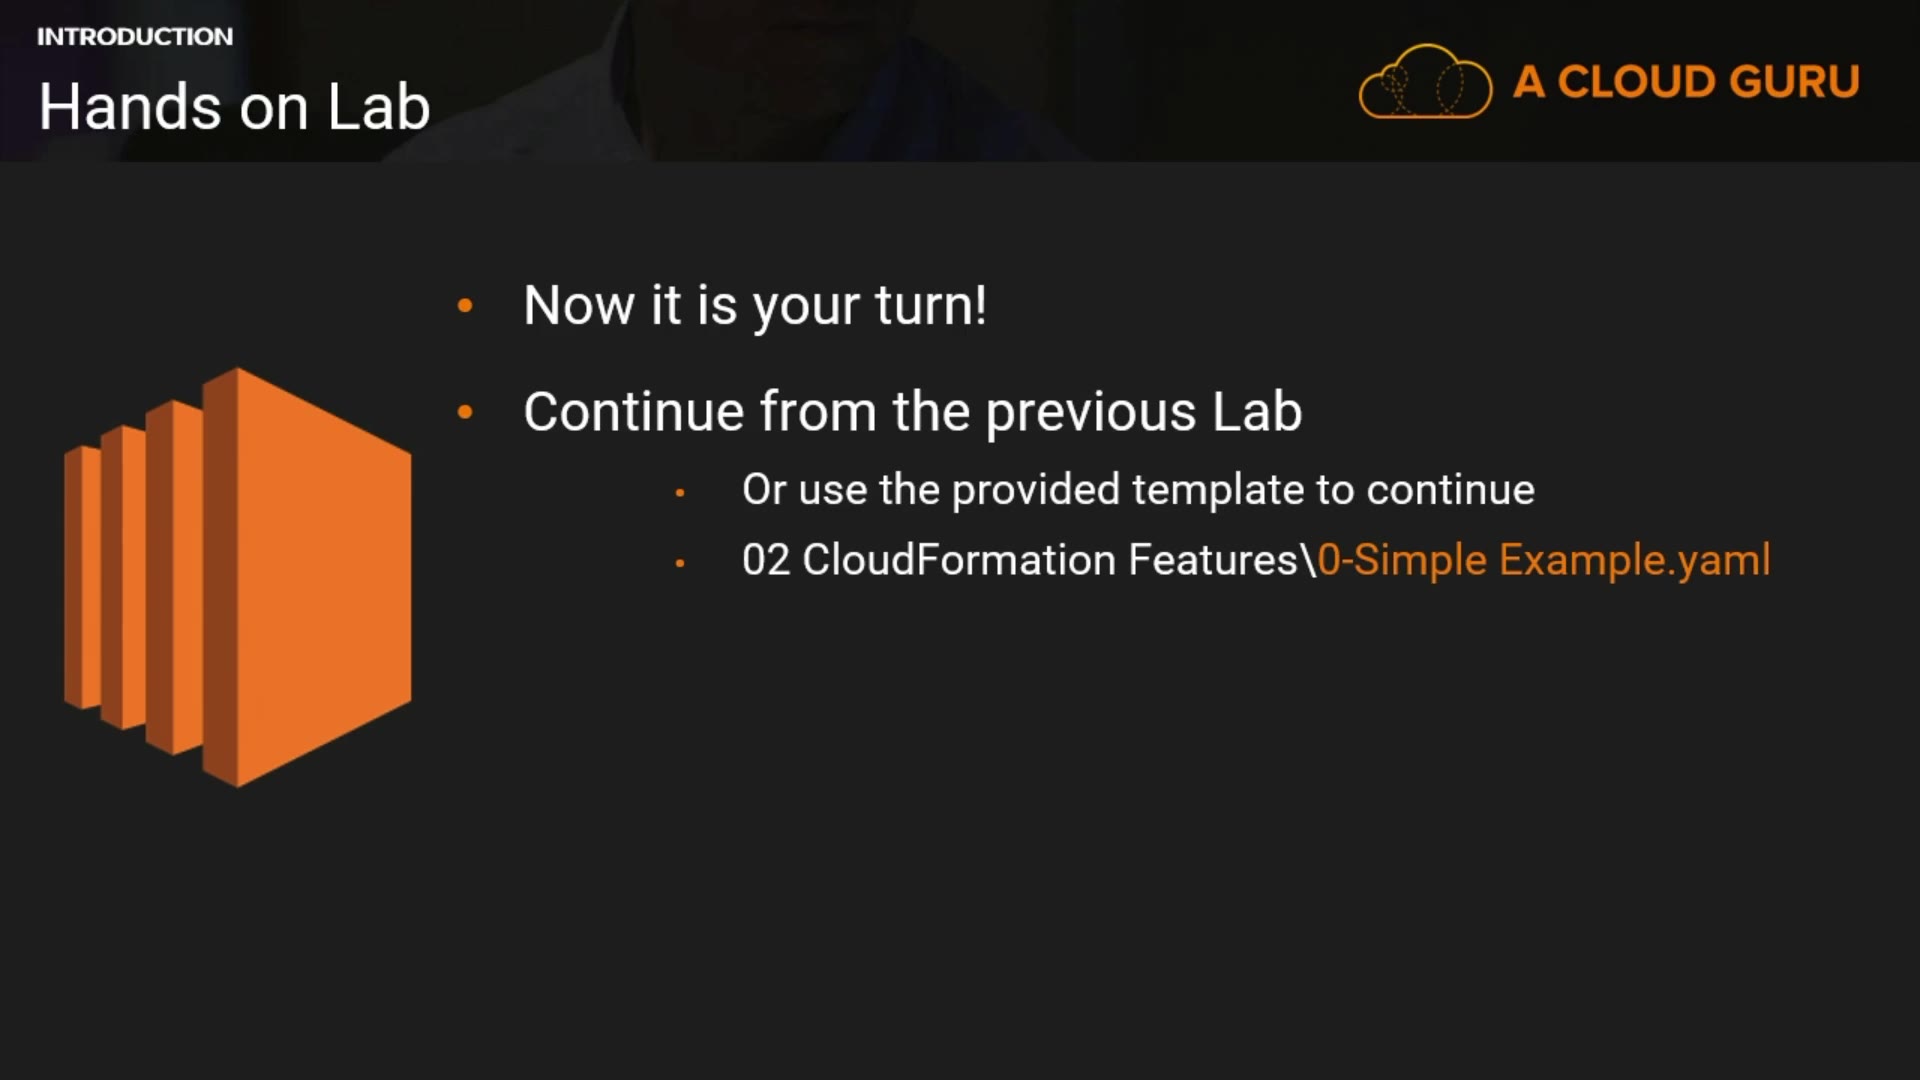 INTRODUCTION
Hands on Lab
A CLOUD GURU
• Now it is your turn!
• Continue from the previous Lab
• Or use the provided template to continue
• 02 CloudFormation Features\0-Simple Example.yaml